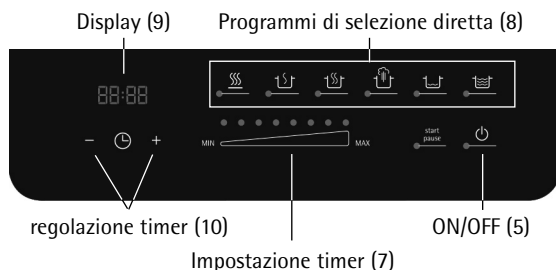 Display (9)
Programmi di selezione diretta (8)
88:88
− +
MIN MAX
start
pause
regolazione timer (10)
ON/OFF (5)
Impostazione timer (7)